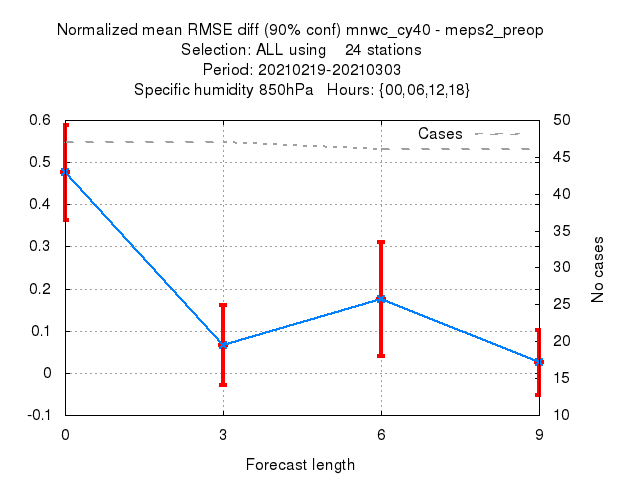 Normalized mean RMSE diff (90% conf) mnwc_cy40 - meps2_preop
Selection: ALL using    24 stations
Period: 20210219-20210303
Specific humidity 850hPa   Hours: {00,06,12,18}
Cases
0.6
0.5
0.4
0.3
0.2
0.1
0
-0.1
50
45
40
35
30
25
20
15
10
No cases
0 3 6 9
Forecast length